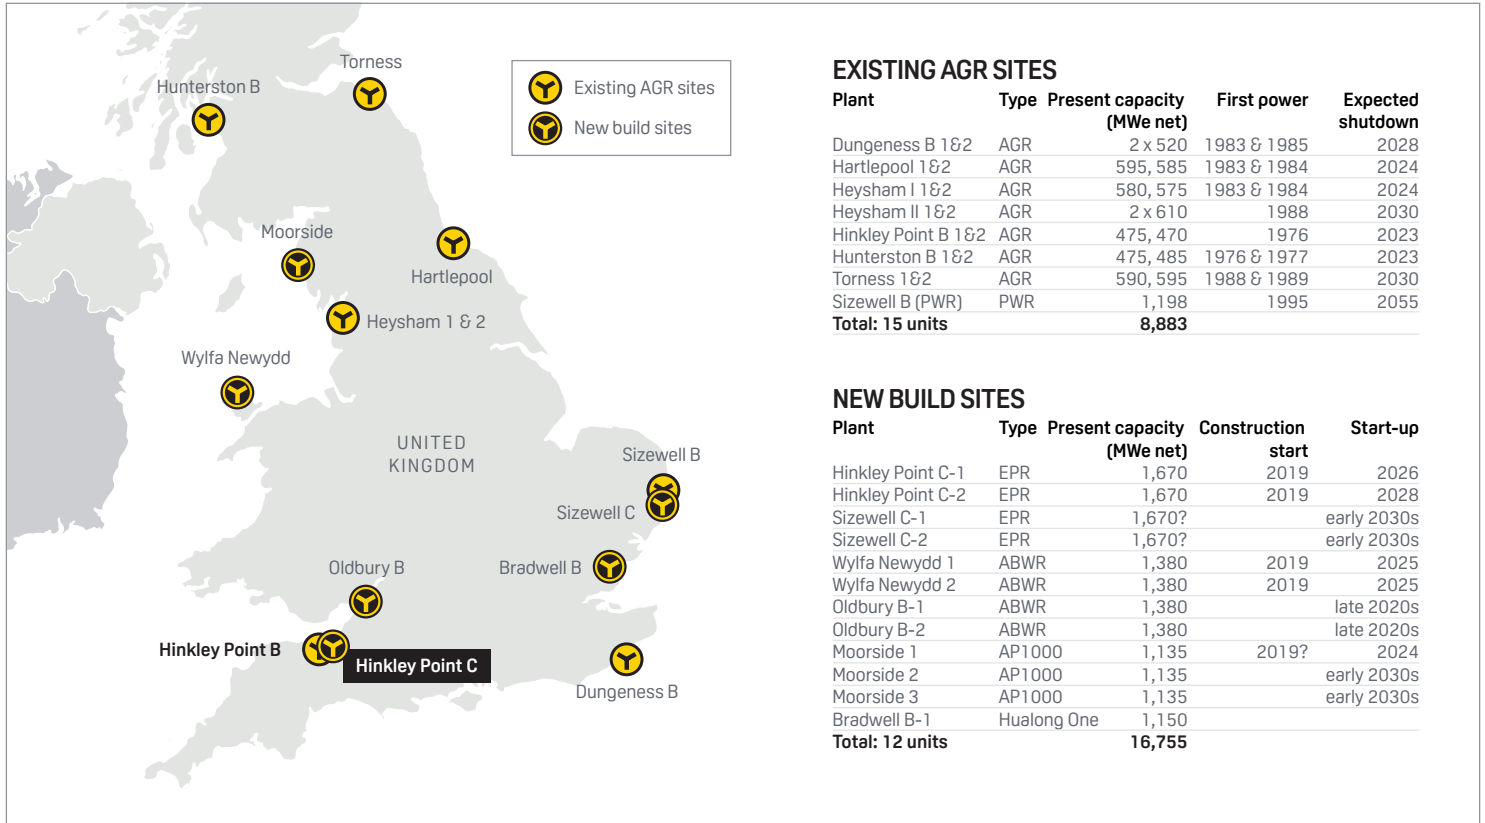 Torness
Hunterston B
Existing AGR sites
New build sites
Moorside
Hartlepool
Heysham 1 & 2
Wylfa Newydd
UNITED
KINGDOM
Sizewell B
Sizewell C
Oldbury B
Bradwell B
Hinkley Point B
Hinkley Point C
Dungeness B
EXISTING AGR SITES
Plant Type Present capacity First power Expected
(MWe net) shutdown
Dungeness B 1&2 AGR 2 x 520 1983 & 1985 2028
Hartlepool 1&2 AGR 595, 585 1983 & 1984 2024
Heysham I 1&2 AGR 580, 575 1983 & 1984 2024
Heysham II 1&2 AGR 2 x 610 1988 2030
Hinkley Point B 1&2 AGR 475, 470 1976 2023
Hunterston B 1&2 AGR 475, 485 1976 & 1977 2023
Torness 1&2 AGR 590, 595 1988 & 1989 2030
Sizewell B (PWR) PWR 1,198 1995 2055
Total: 15 units 8,883
NEW BUILD SITES
Plant Type Present capacity Construction Start-up
(MWe net) start
Hinkley Point C-1 EPR 1,670 2019 2026
Hinkley Point C-2 EPR 1,670 2019 2028
Sizewell C-1 EPR 1,670? early 2030s
Sizewell C-2 EPR 1,670? early 2030s
Wylfa Newydd 1 ABWR 1,380 2019 2025
Wylfa Newydd 2 ABWR 1,380 2019 2025
Oldbury B-1 ABWR 1,380 late 2020s
Oldbury B-2 ABWR 1,380 late 2020s
Moorside 1 AP1000 1,135 2019? 2024
Moorside 2 AP1000 1,135 early 2030s
Moorside 3 AP1000 1,135 early 2030s
Bradwell B-1 Hualong One 1,150
Total: 12 units 16,755